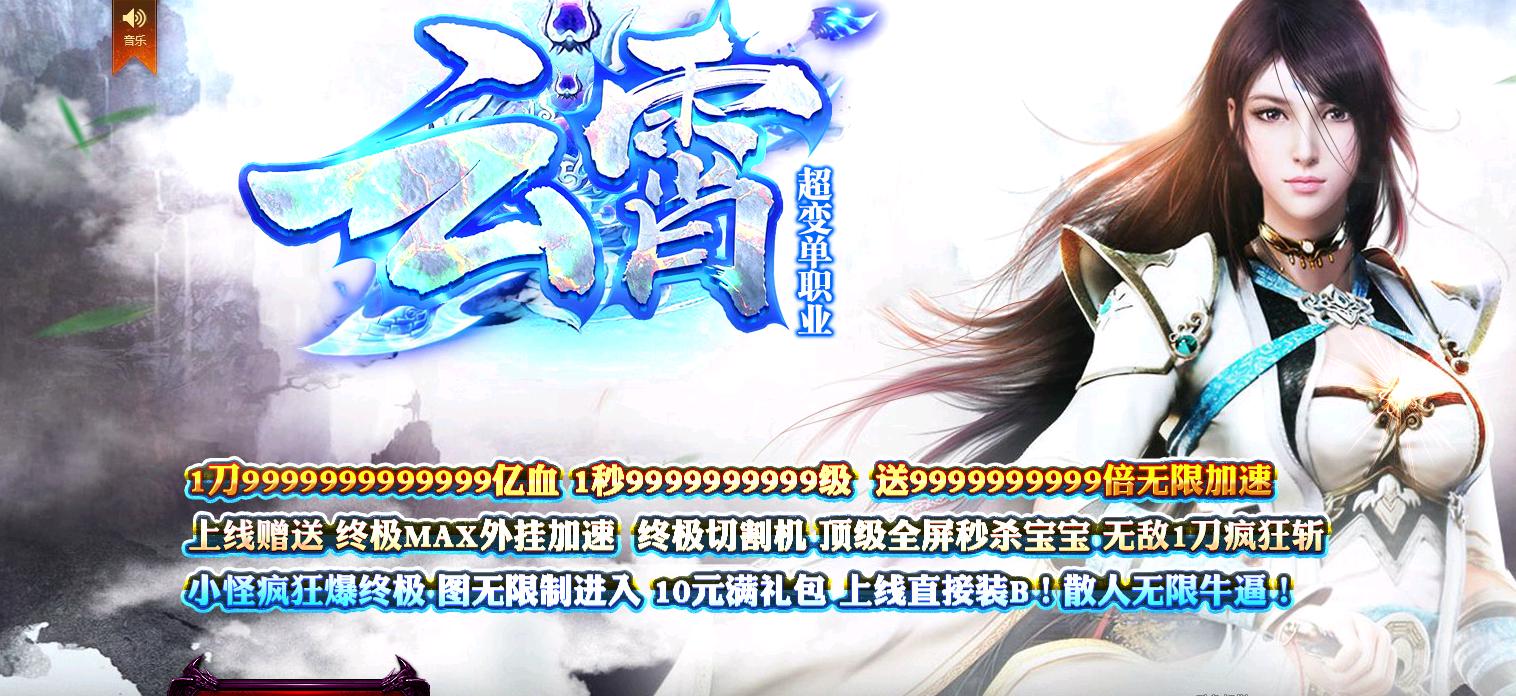 音乐
云霄
超变单职业
1刀9999999999999亿血 1秒9999999999级 送9999999999倍无限加速
上线赠送 终极MAX外挂加速 终极切割机·顶级全屏秒杀宝宝·无敌1刀疯狂斩
小怪疯狂爆终极·图无限制进入 10元满礼包 上线直接装B！散人无限牛逼！